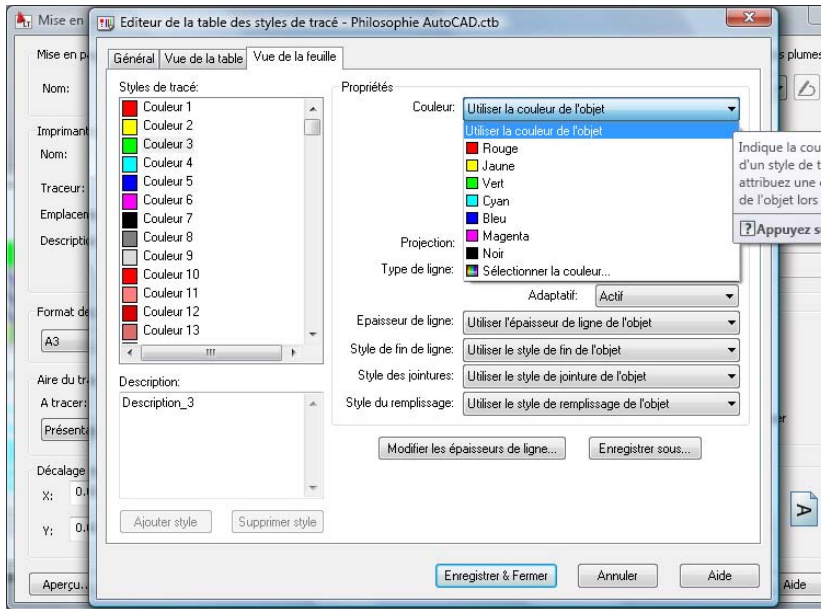 Mise en
Editeur de la table des styles de tracé - Philosophie AutoCAD.ctb
Mise en
Nom:
Imprimant
Nom:
Traceur:
Emplacen
Descriptio
Format de
A3
Aire du tr
A tracer:
Présenta
Décalage
X: 0.0
Y: 0.0
Aperçu..
Général
Vue de la table
Vue de la feuille
Styles de tracé:
Couleur 1
Couleur 2
Couleur 3
Couleur 4
Couleur 5
Couleur 6
Couleur 7
Couleur 8
Couleur 9
Couleur 10
Couleur 11
Couleur 12
Couleur 13
Description:
Description_3
Ajouter style
Supprimer style
Propriétés
Couleur: Utiliser la couleur de l'objet
Utiliser la couleur de l'objet
Rouge
Jaune
Vert
Cyan
Bleu
Magenta
Noir
Sélectionner la couleur...
Projection:
Type de ligne:
Adaptatif: Actif
Epaisseur de ligne: Utiliser l'épaisseur de ligne de l'objet
Style de fin de ligne: Utiliser le style de fin de l'objet
Style des jointures: Utiliser le style de jointure de l'objet
Style du remplissage: Utiliser le style de remplissage de l'objet
Modifier les épaisseurs de ligne...
Enregistrer sous...
Enregistrer & Fermer
Annuler
Aide
s plumes
Indique la cou
d'un style de t
attribuez une
de l'objet lors
Appuyez s
er
A
Aide